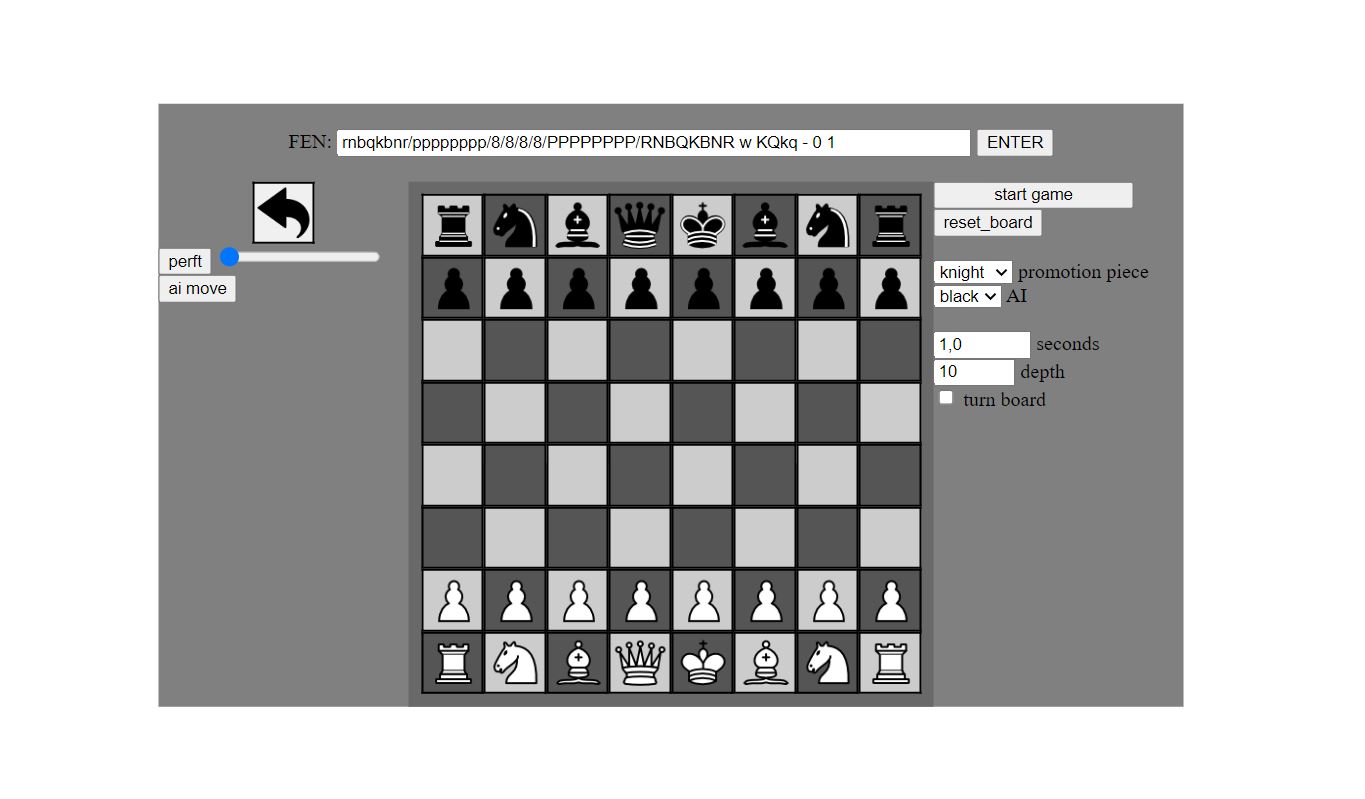 FEN: rnbqkbnr/pppppppp/8/8/8/8/PPPPPPPP/RNBQKBNR w KQkq - 0 1 ENTER
start game
reset_board
perft
ai move
knight promotion piece
black AI
1,0 seconds
10 depth
turn board